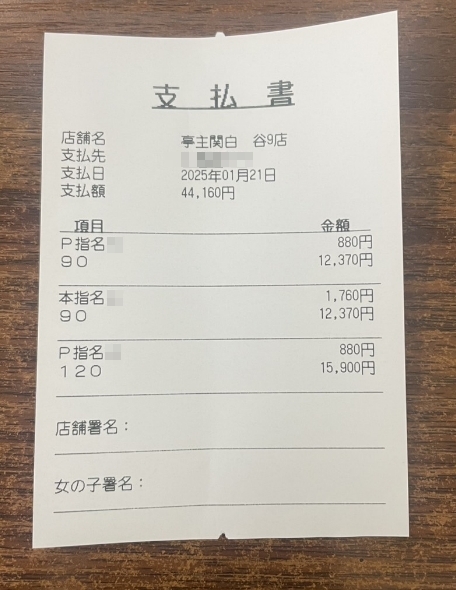 支払書
店舗名 亭主関白 谷9店
支払先
支払日 2025年01月21日
支払額 44,160円
項目 金額
P指名 880円
90 12,370円
本指名 1,760円
90 12,370円
P指名 880円
120 15,900円
店舗署名:
女の子署名: